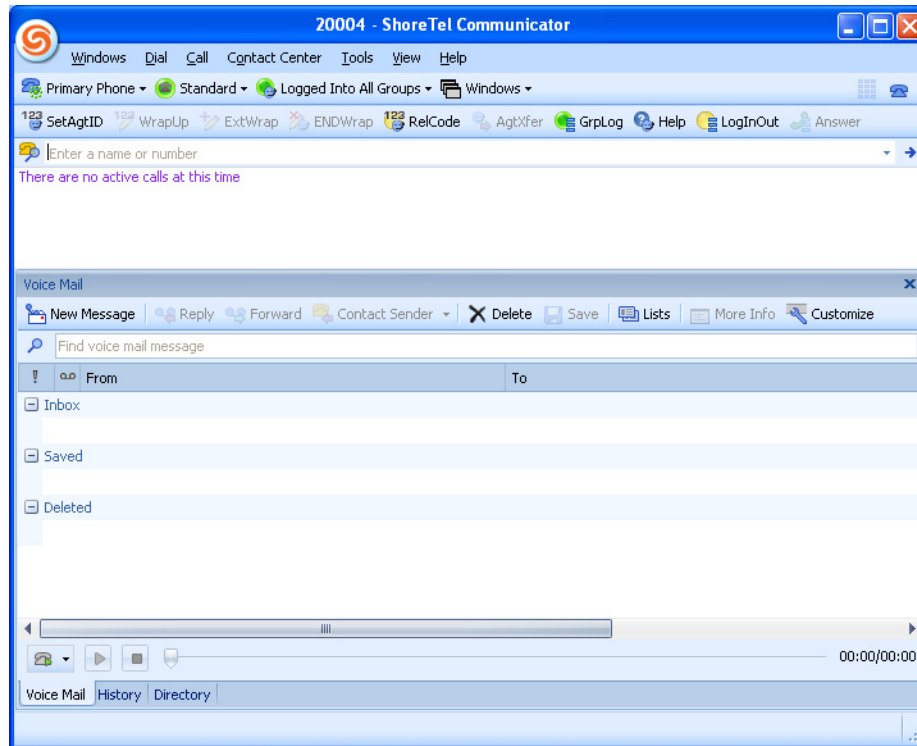 20004 - ShoreTel Communicator
Windows Dial Call Contact Center Tools View Help
Primary Phone Standard Logged Into All Groups Windows
123 SetAgtID 123 WrapUp ExtWrap ENDWrap 123 RelCode AgtXfer GrpLog Help LogInOut Answer
Enter a name or number
There are no active calls at this time
Voice Mail
New Message Reply Forward Contact Sender Delete Save Lists More Info Customize
Find voice mail message
! From To
Inbox
Saved
Deleted
00:00/00:00
Voice Mail History Directory